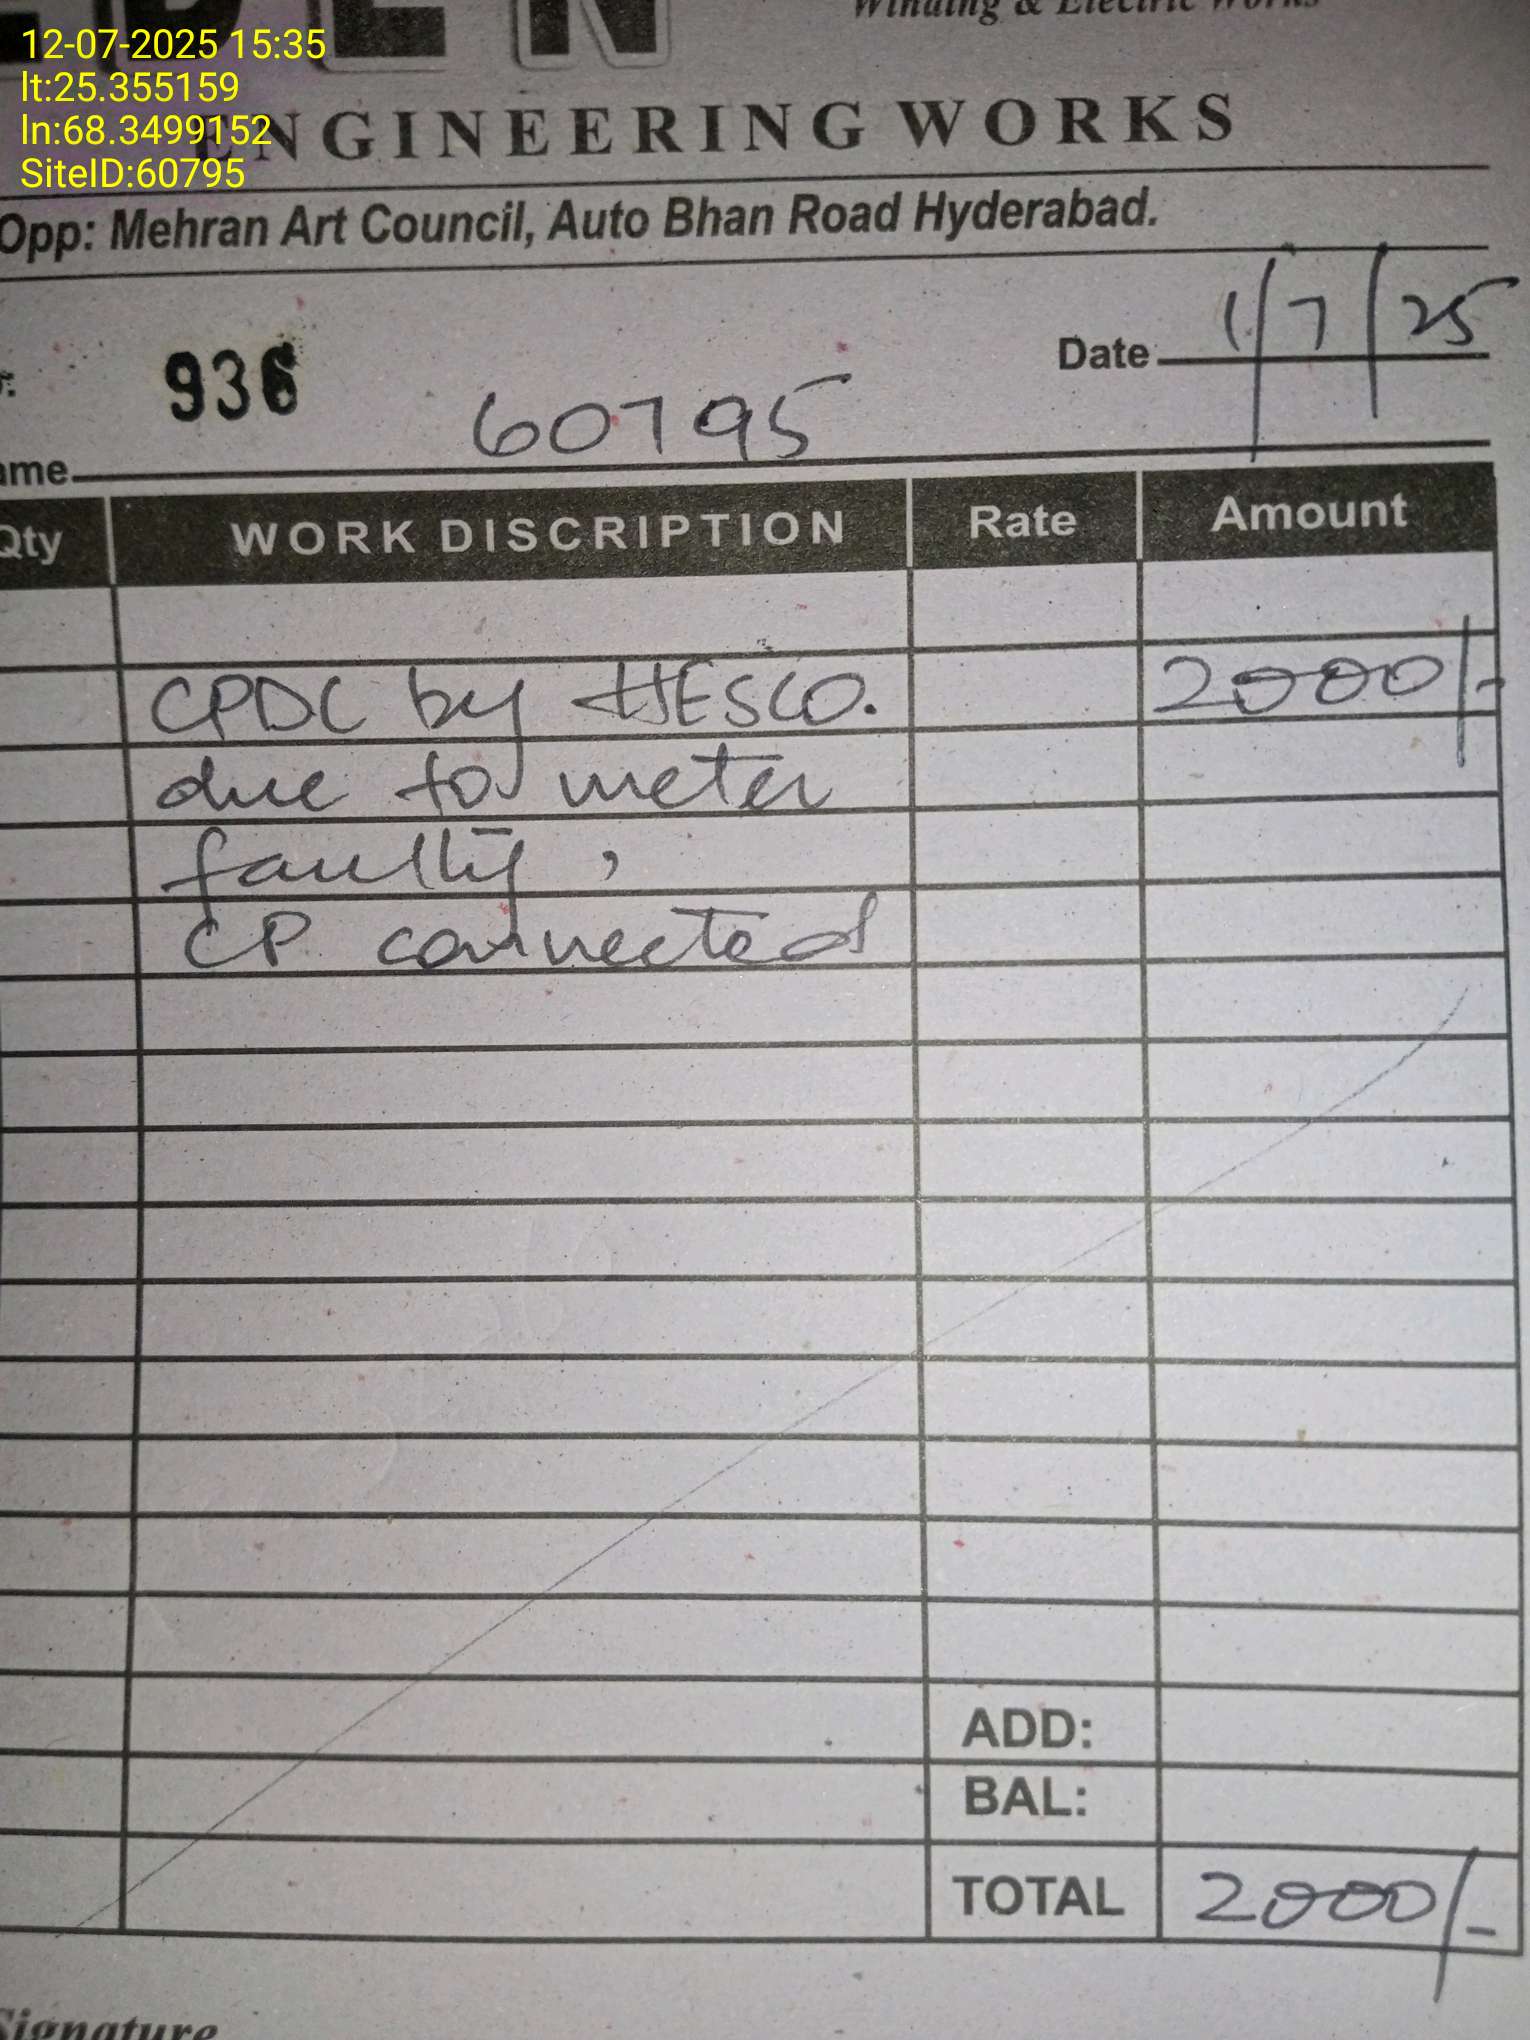 Winding & Electric Works
12-07-2025 15:35
lt:25.355159
ln:68.3499152
SiteID:60795
ENGINEERING WORKS
Opp: Mehran Art Council, Auto Bhan Road Hyderabad.
936
Date 1/7/25
60795
Qty WORK DISCRIPTION Rate Amount
CPDC by HESCO. 2000/-
due to meter
faulty,
CP connected
ADD:
BAL:
TOTAL 2000/-
Signature